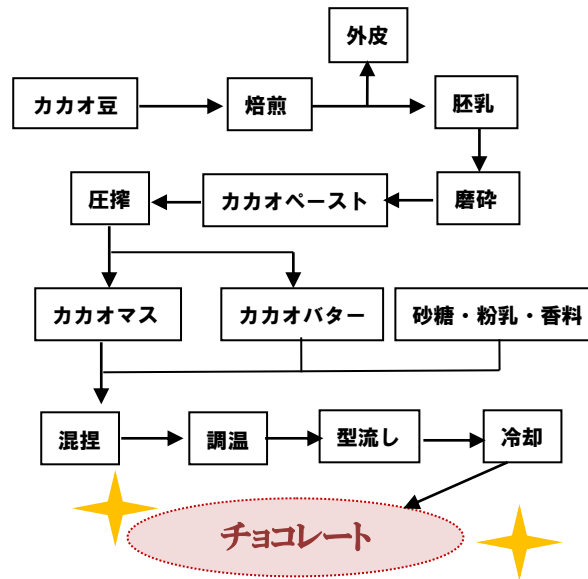 外皮
カカオ豆
焙煎
胚乳
圧搾
カカオペースト
磨砕
カカオマス
カカオバター
砂糖・粉乳・香料
混捏
調温
型流し
冷却
チョコレート